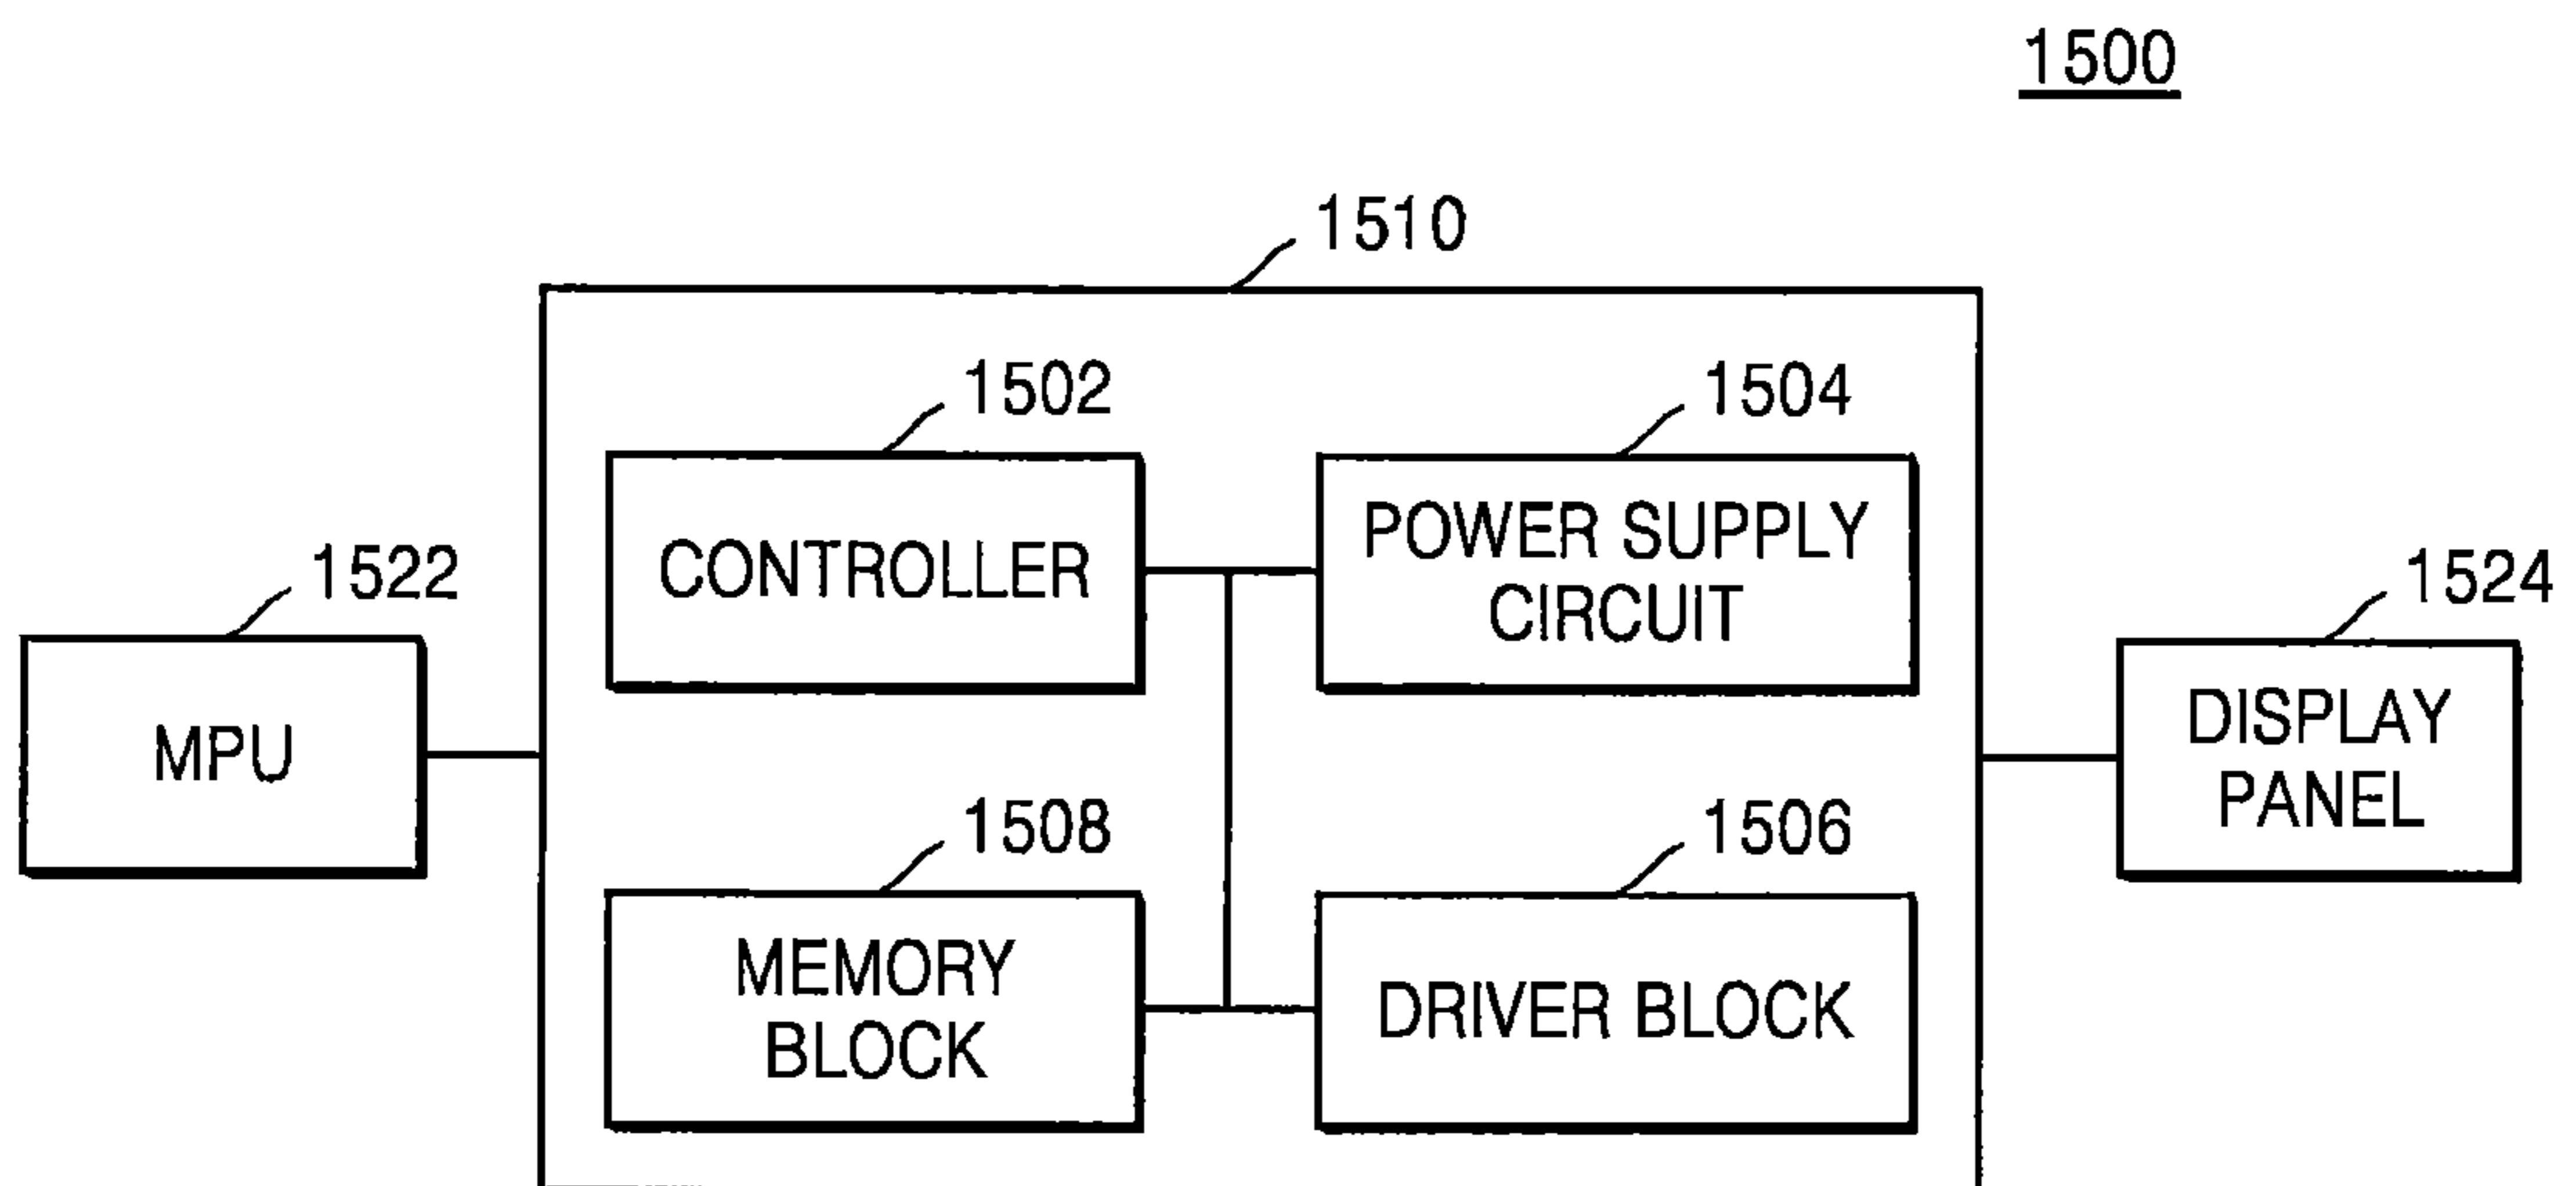 1500
1510
1502
1504
CONTROLLER
POWER SUPPLY
CIRCUIT
1522
MPU
1524
DISPLAY
PANEL
1508
1506
MEMORY
BLOCK
DRIVER BLOCK